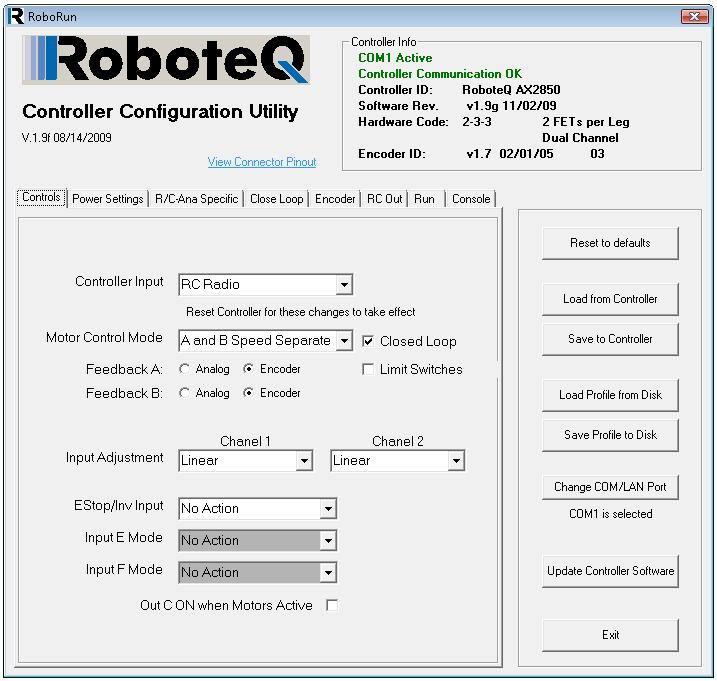 RoboRun
RoboteQ
Controller Configuration Utility
V.1.9f 08/14/2009
View Connector Pinout
Controller Info
COM1 Active
Controller Communication OK
Controller ID: RoboteQ AX2850
Software Rev. v1.9g 11/02/09
Hardware Code: 2-3-3 2 FETs per Leg
Dual Channel
Encoder ID: v1.7 02/01/05 03
Controls Power Settings R/C-Ana Specific Close Loop Encoder RC Out Run Console
Controller Input RC Radio
Reset Controller for these changes to take effect
Motor Control Mode A and B Speed Separate Closed Loop
Feedback A: Analog Encoder Limit Switches
Feedback B: Analog Encoder
Chanel 1 Chanel 2
Input Adjustment Linear Linear
EStop/Inv Input No Action
Input E Mode No Action
Input F Mode No Action
Out C ON when Motors Active
Reset to defaults
Load from Controller
Save to Controller
Load Profile from Disk
Save Profile to Disk
Change COM/LAN Port
COM1 is selected
Update Controller Software
Exit